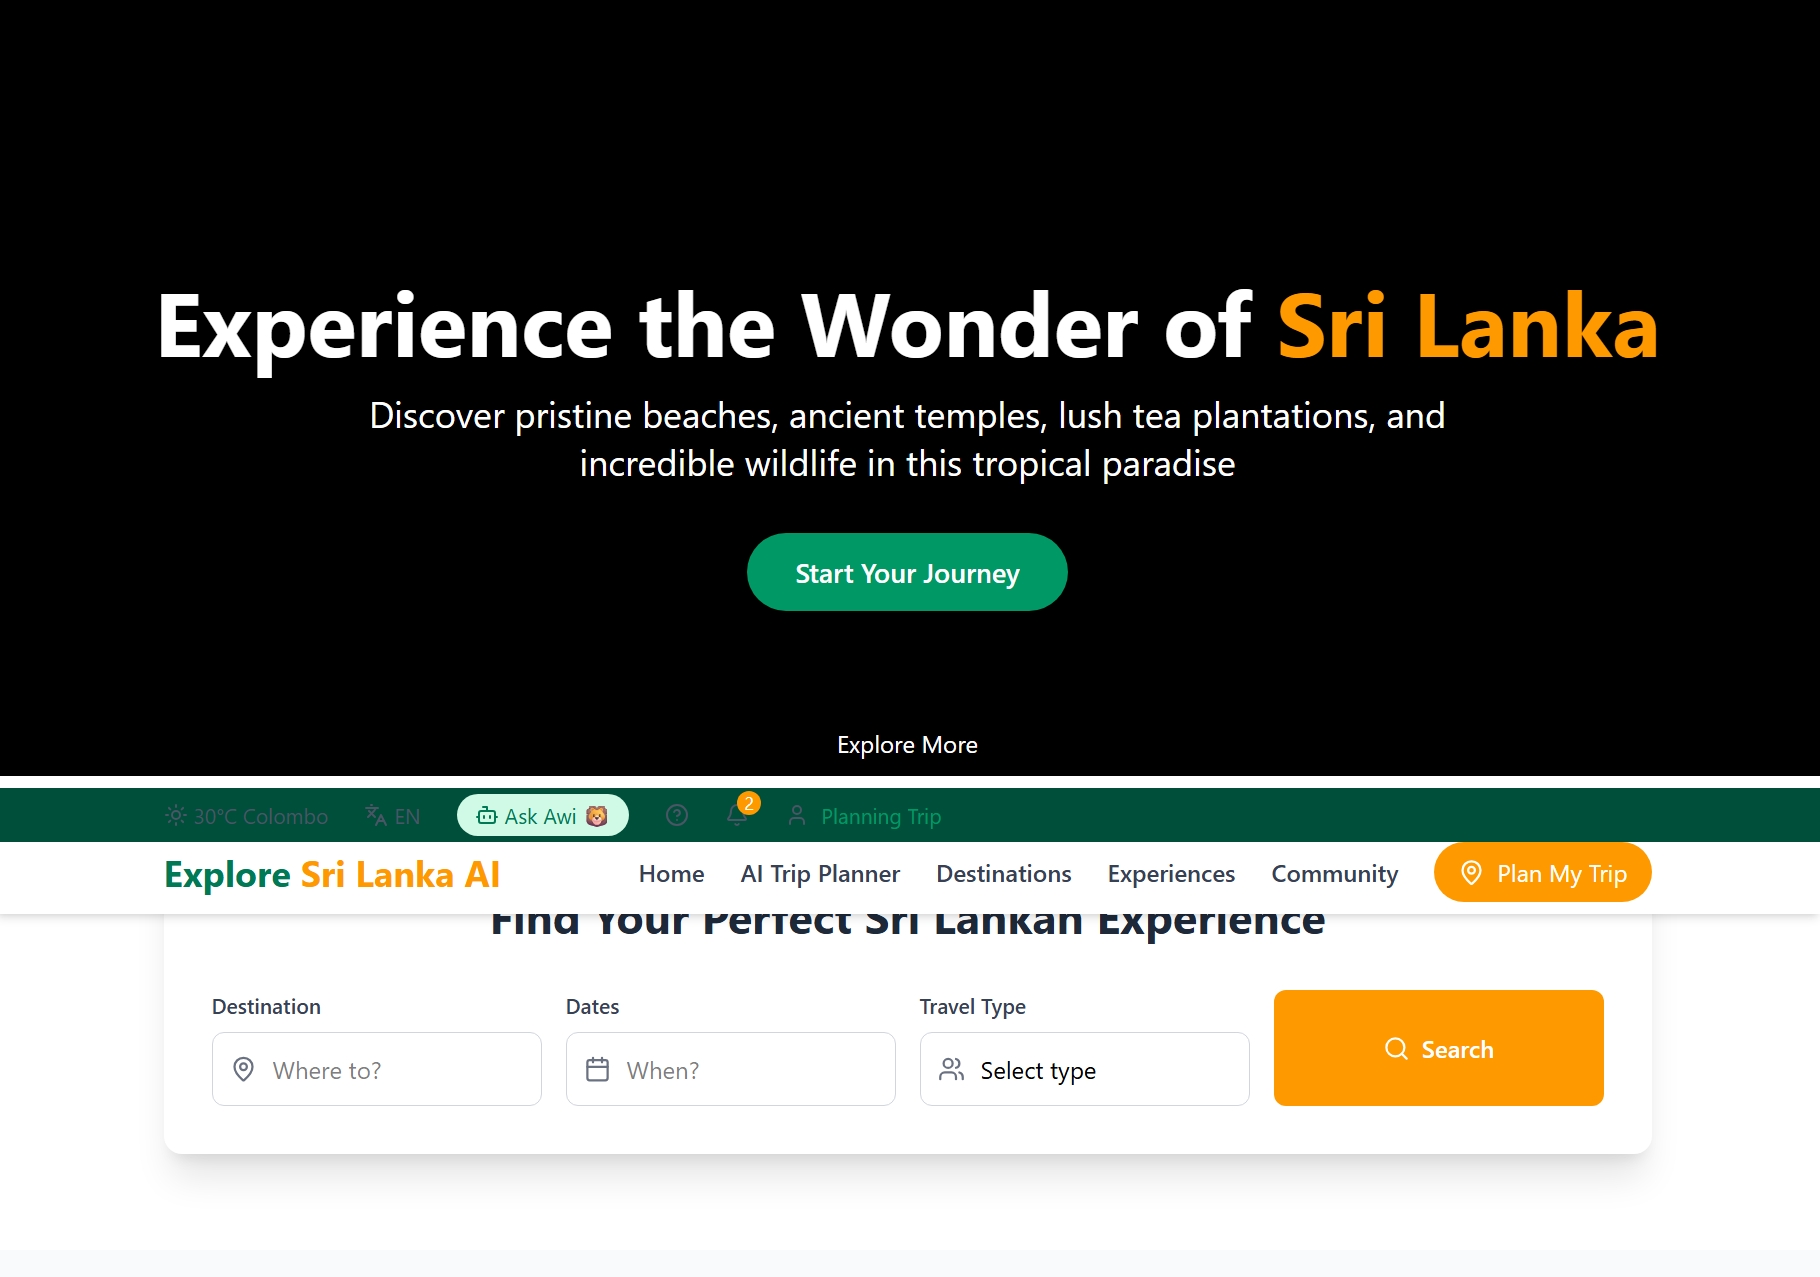 Experience the Wonder of Sri Lanka
Discover pristine beaches, ancient temples, lush tea plantations, and
incredible wildlife in this tropical paradise
Start Your Journey
Explore More
30°C Colombo EN Ask Awi 2 Planning Trip
Explore Sri Lanka AI Home AI Trip Planner Destinations Experiences Community Plan My Trip
Find Your Perfect Sri Lankan Experience
Destination Dates Travel Type
Where to? When? Select type Search